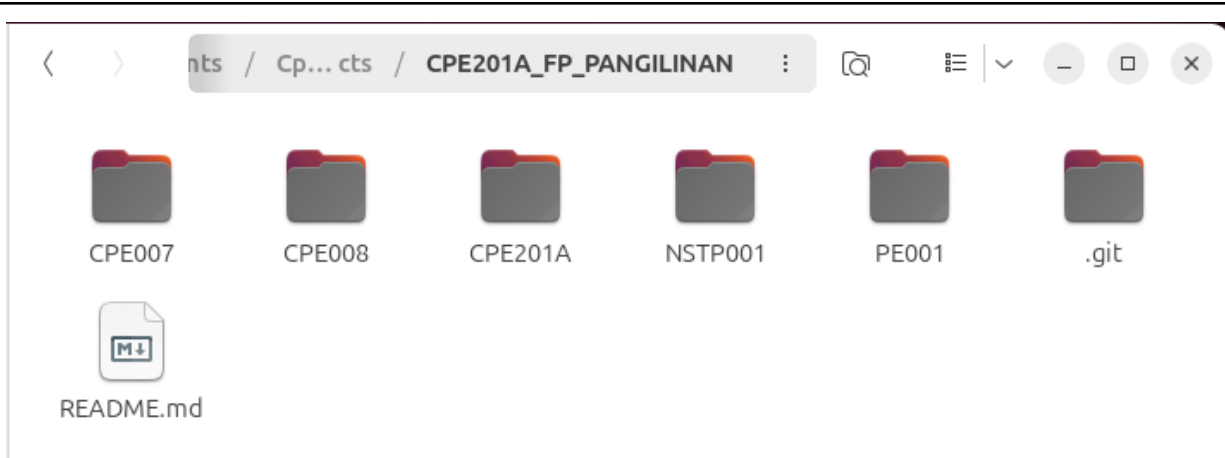 nts / Cp... cts / CPE201A_FP_PANGILINAN
CPE007 CPE008 CPE201A NSTP001 PE001 .git
M
README.md